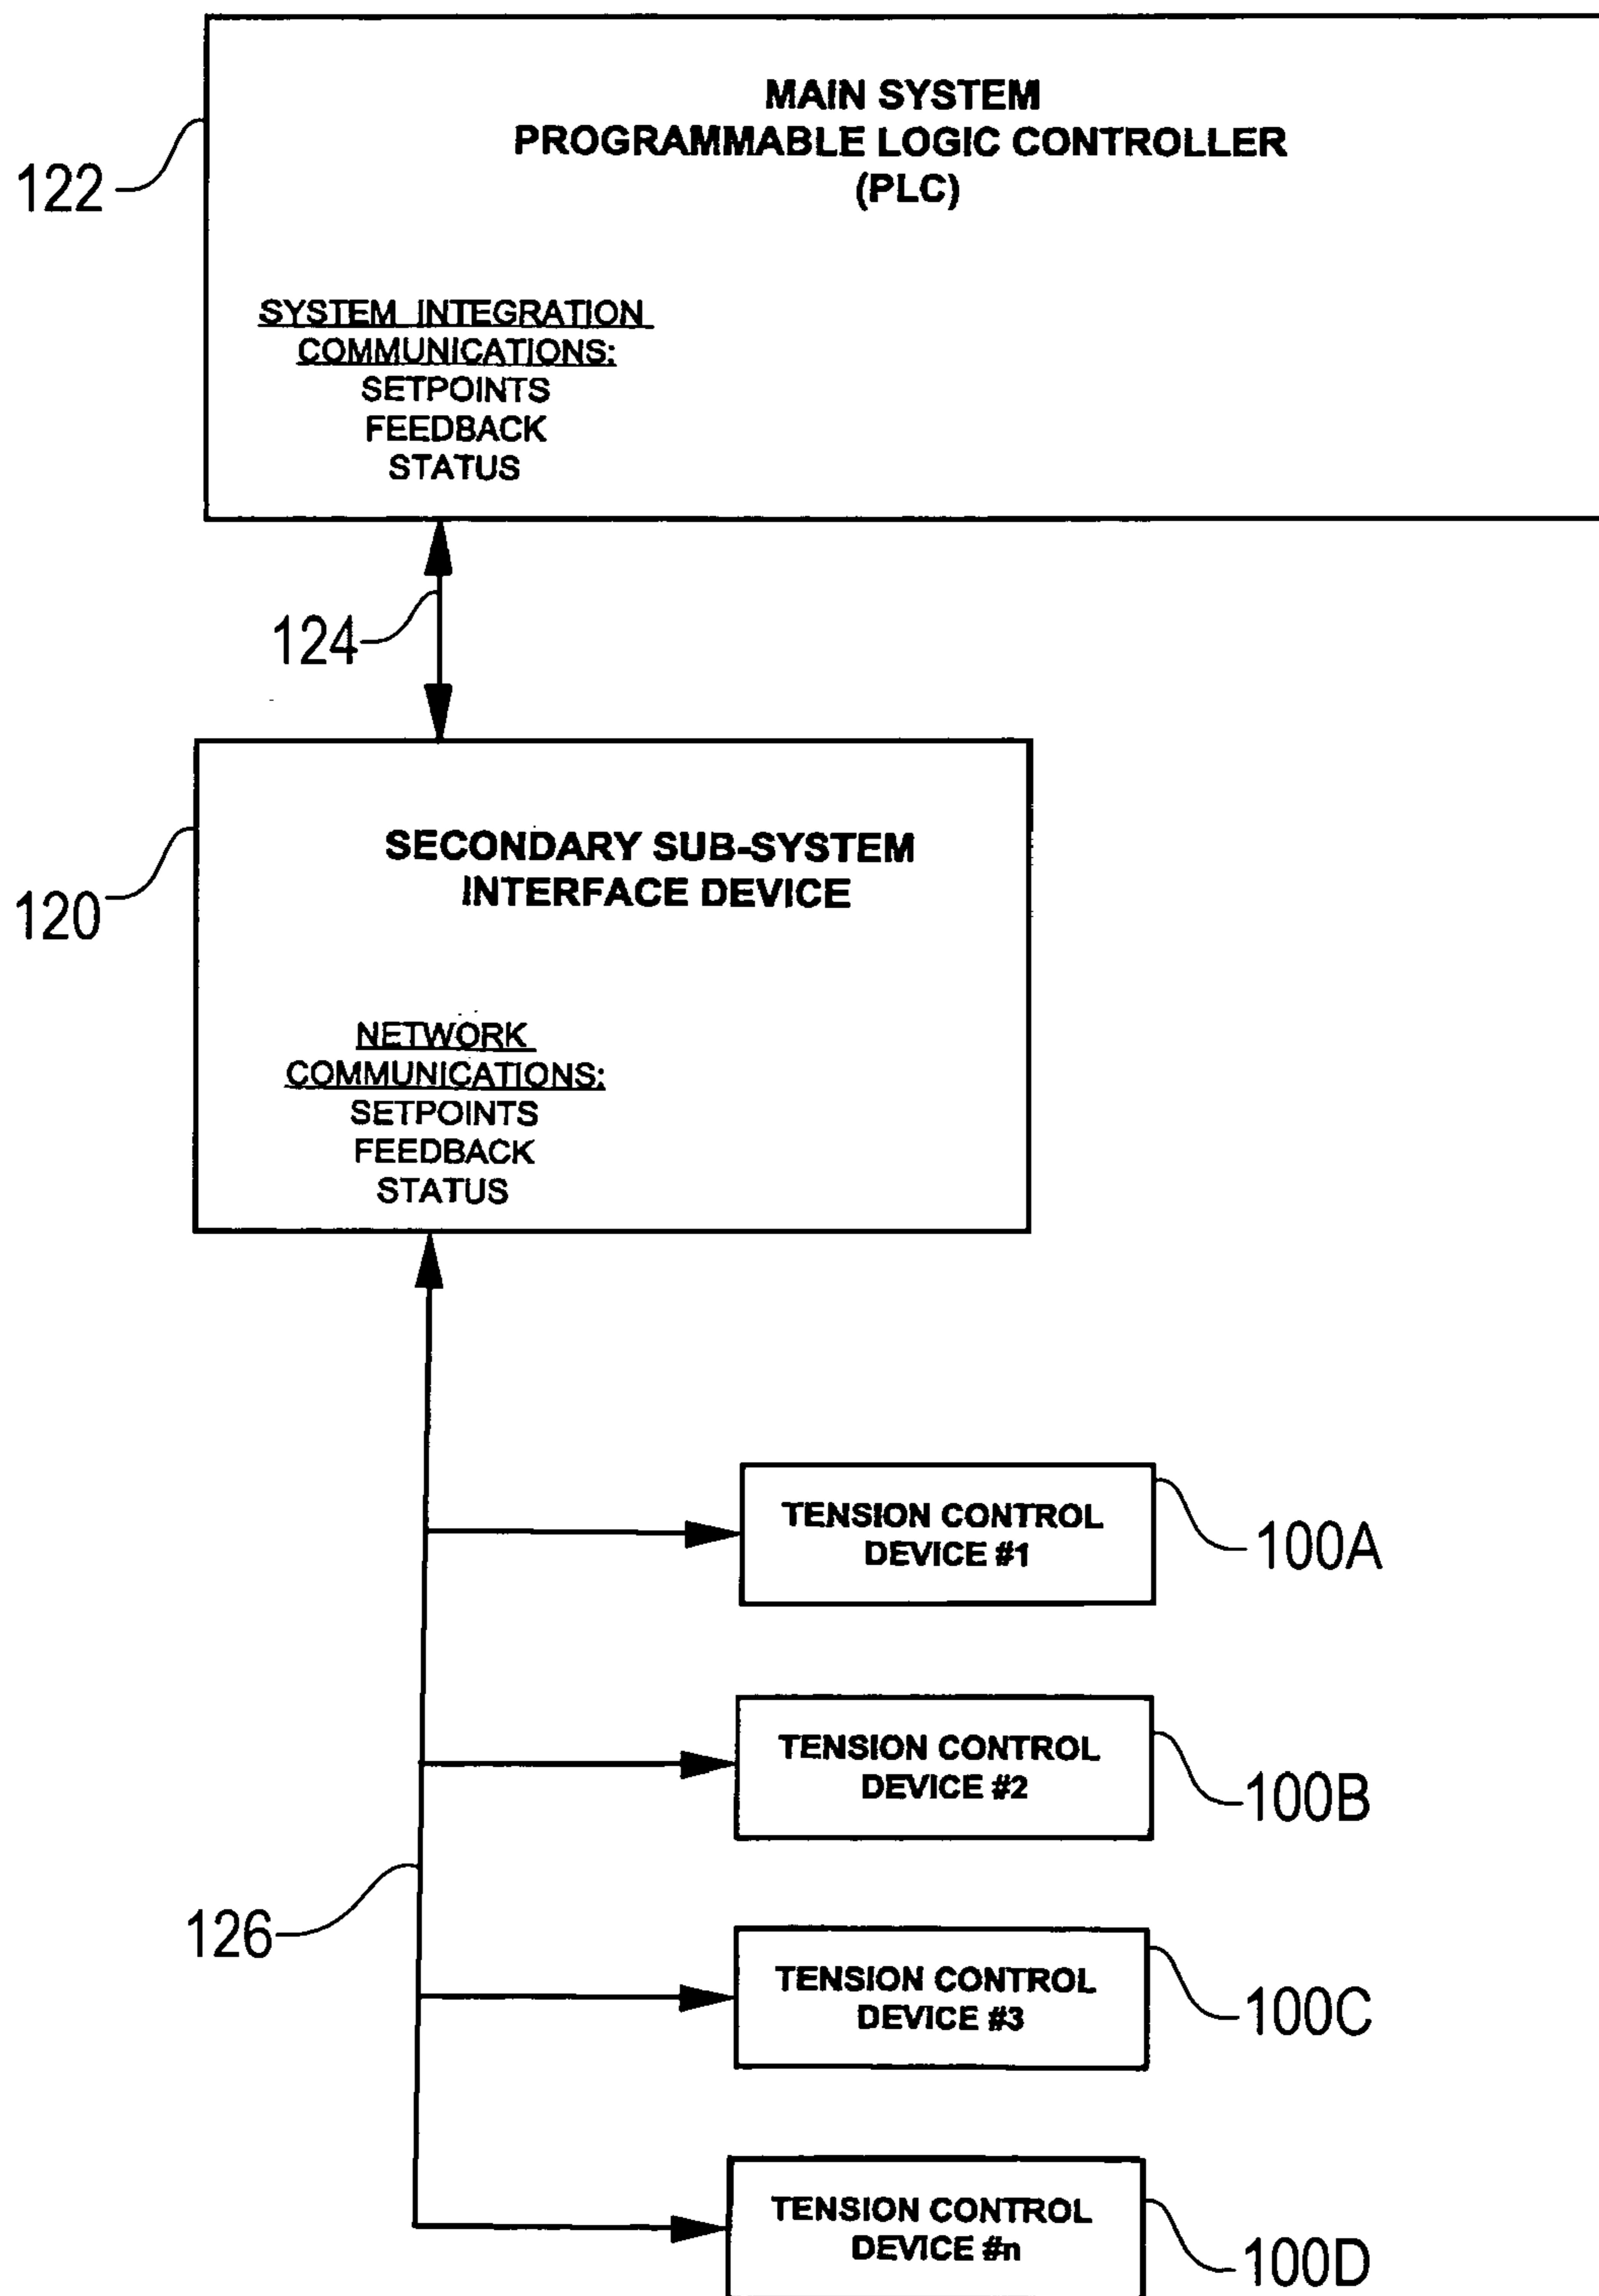 MAIN SYSTEM
PROGRAMMABLE LOGIC CONTROLLER
(PLC)
122
SYSTEM INTEGRATION
COMMUNICATIONS:
SETPOINTS
FEEDBACK
STATUS
124
SECONDARY SUB-SYSTEM
INTERFACE DEVICE
120
NETWORK
COMMUNICATIONS:
SETPOINTS
FEEDBACK
STATUS
TENSION CONTROL
DEVICE #1
100A
TENSION CONTROL
DEVICE #2
100B
126
TENSION CONTROL
DEVICE #3
100C
TENSION CONTROL
DEVICE #n
100D